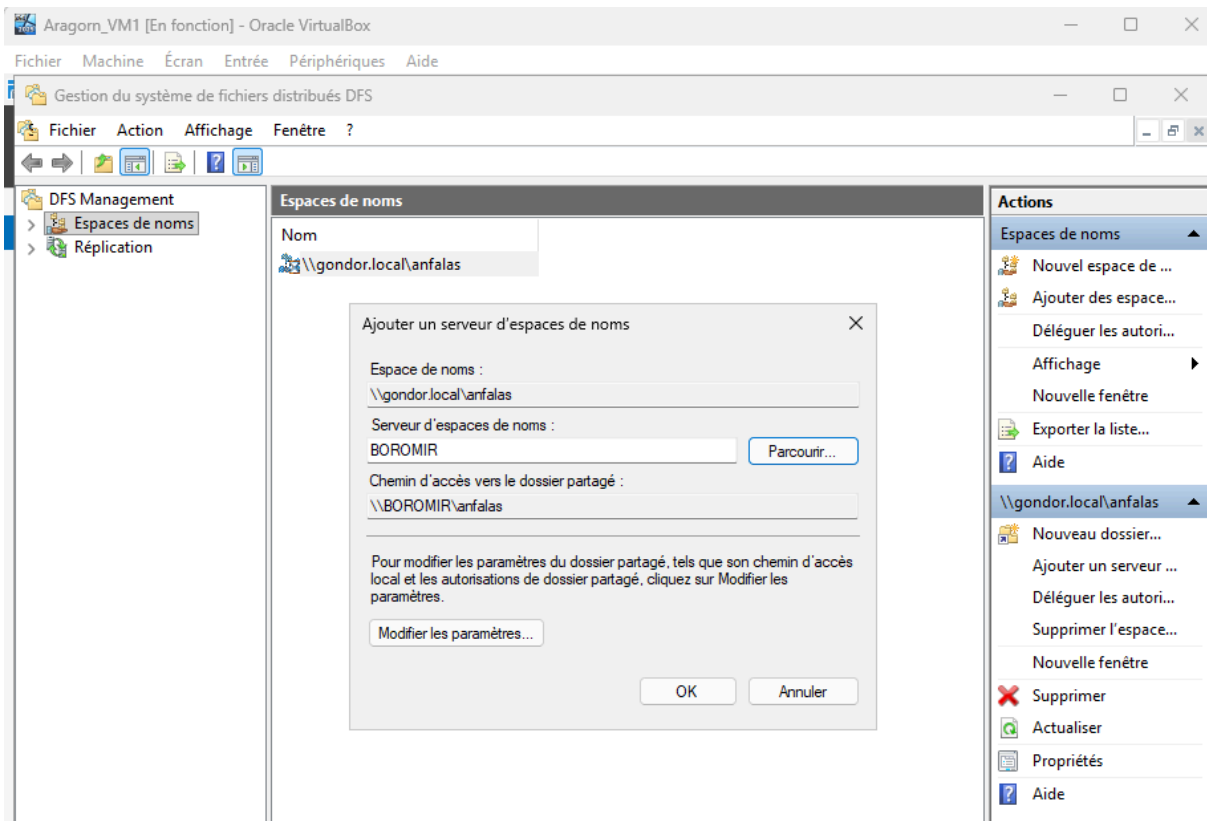 Aragorn_VM1 [En fonction] - Oracle VirtualBox
Fichier Machine Écran Entrée Périphériques Aide
Gestion du système de fichiers distribués DFS
Fichier Action Affichage Fenêtre ?
DFS Management
Espaces de noms
Réplication
Espaces de noms
Nom
\\gondor.local\anfalas
Ajouter un serveur d'espaces de noms
Espace de noms :
\\gondor.local\anfalas
Serveur d'espaces de noms :
BOROMIR
Parcourir...
Chemin d'accès vers le dossier partagé :
\\BOROMIR\anfalas
Pour modifier les paramètres du dossier partagé, tels que son chemin d'accès
local et les autorisations de dossier partagé, cliquez sur Modifier les
paramètres.
Modifier les paramètres...
OK
Annuler
Actions
Espaces de noms
Nouvel espace de ...
Ajouter des espace...
Déléguer les autori...
Affichage
Nouvelle fenêtre
Exporter la liste...
Aide
\\gondor.local\anfalas
Nouveau dossier...
Ajouter un serveur ...
Déléguer les autori...
Supprimer l'espace...
Nouvelle fenêtre
Supprimer
Actualiser
Propriétés
Aide